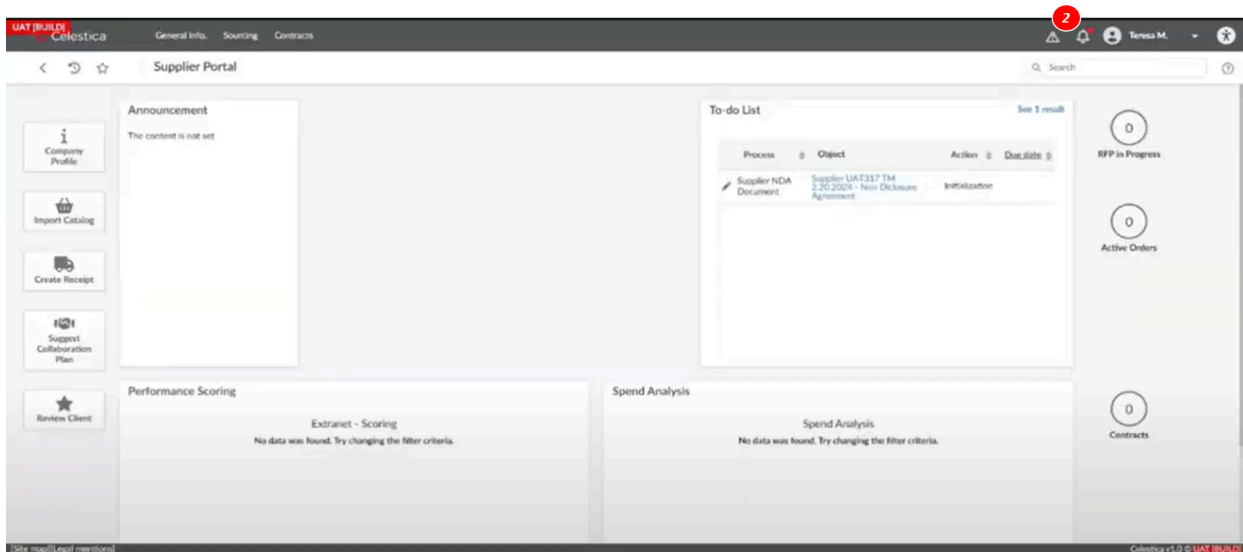 2
UAT [BUILD]
Celestica
General Info. Sourcing Contracts
Teresa M.
Supplier Portal
Search
Company
Profile
Import Catalog
Create Receipt
Suggest
Collaboration
Plan
Review Client
Announcement
The content is not set
To-do List
See 1 result
Process Object Action Due date
Supplier NDA
Document
Supplier UAT317 TM
2.20.2024 - Non Diclosure
Agreement
Initialization
0
RFP in Progress
0
Active Orders
0
Contracts
Performance Scoring
Extranet - Scoring
No data was found. Try changing the filter criteria.
Spend Analysis
Spend Analysis
No data was found. Try changing the filter criteria.
[Site map][Legal mentions]
Celestica v1.0 © UAT [BUILD]